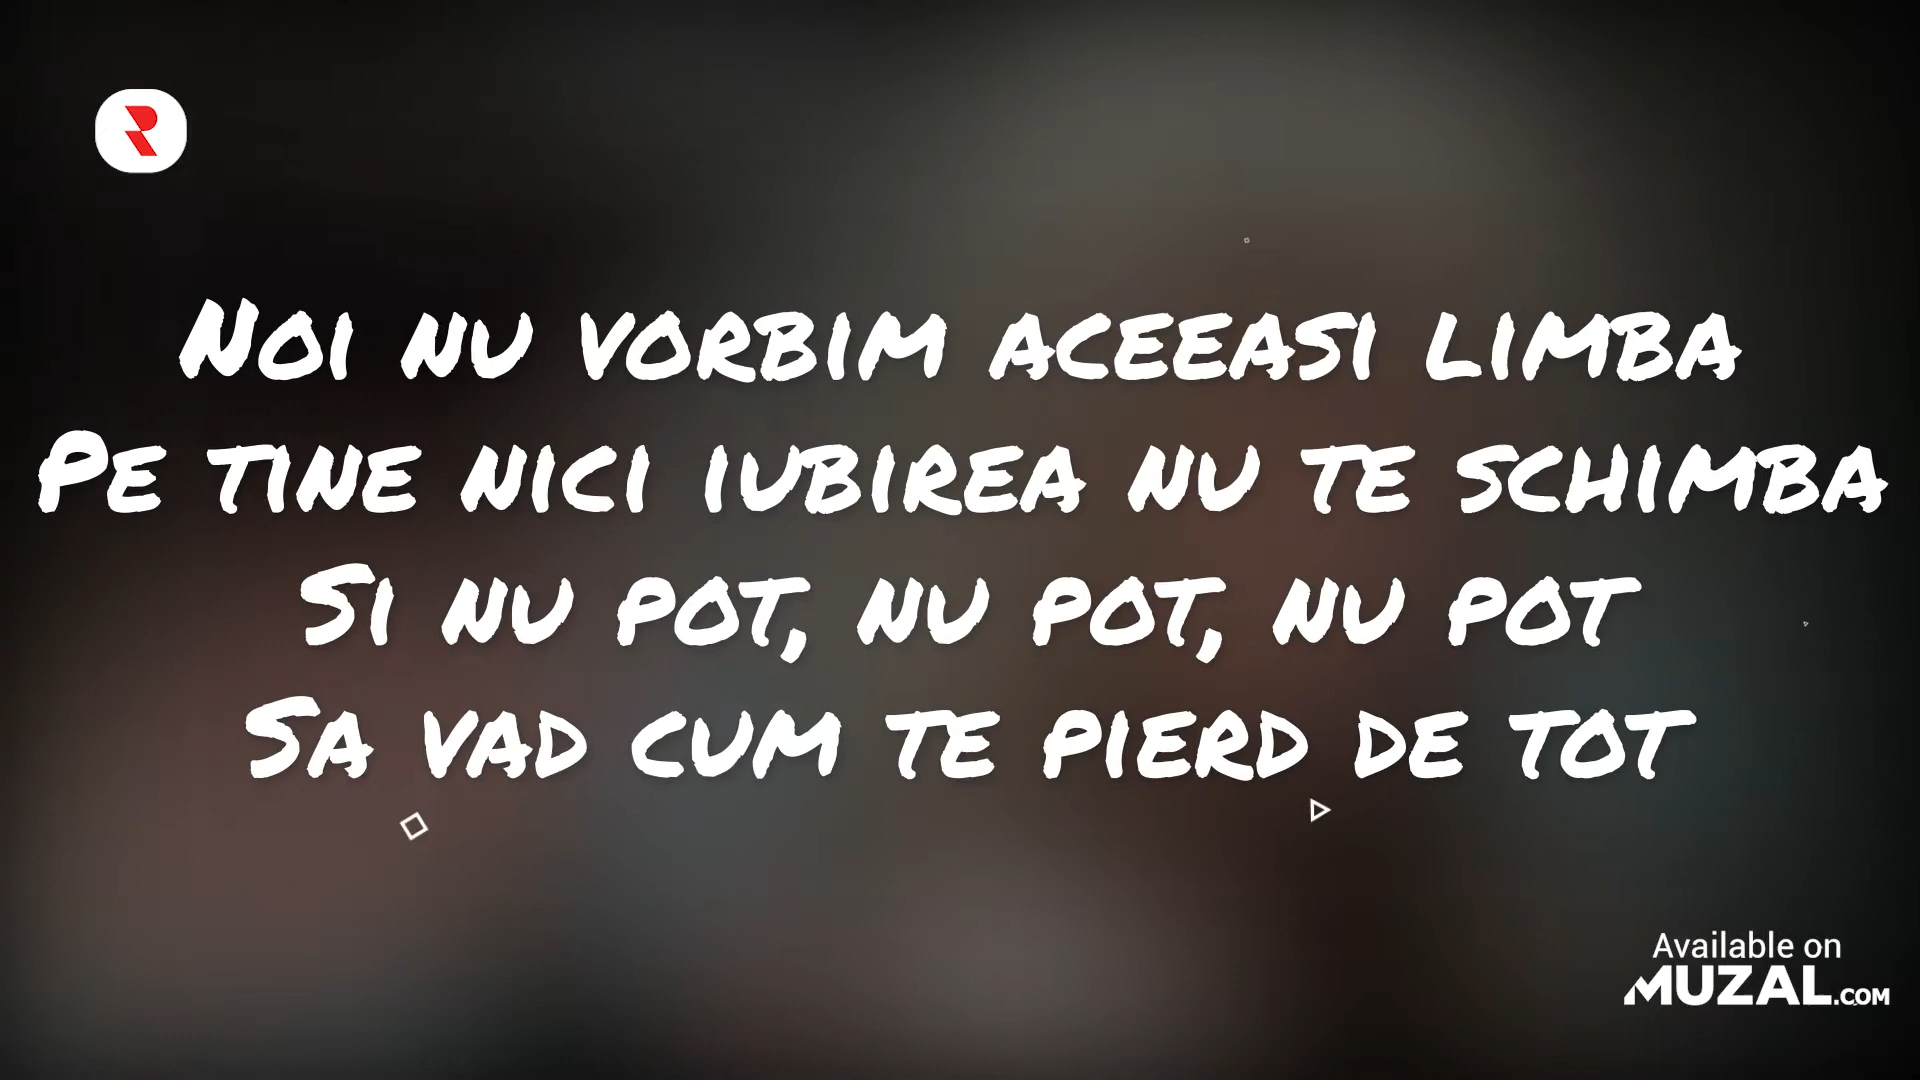 Noi nu vorbim aceeasi limba
Pe tine nici iubirea nu te schimba
Si nu pot, nu pot, nu pot
Sa vad cum te pierd de tot
Available on
MUZAL.COM